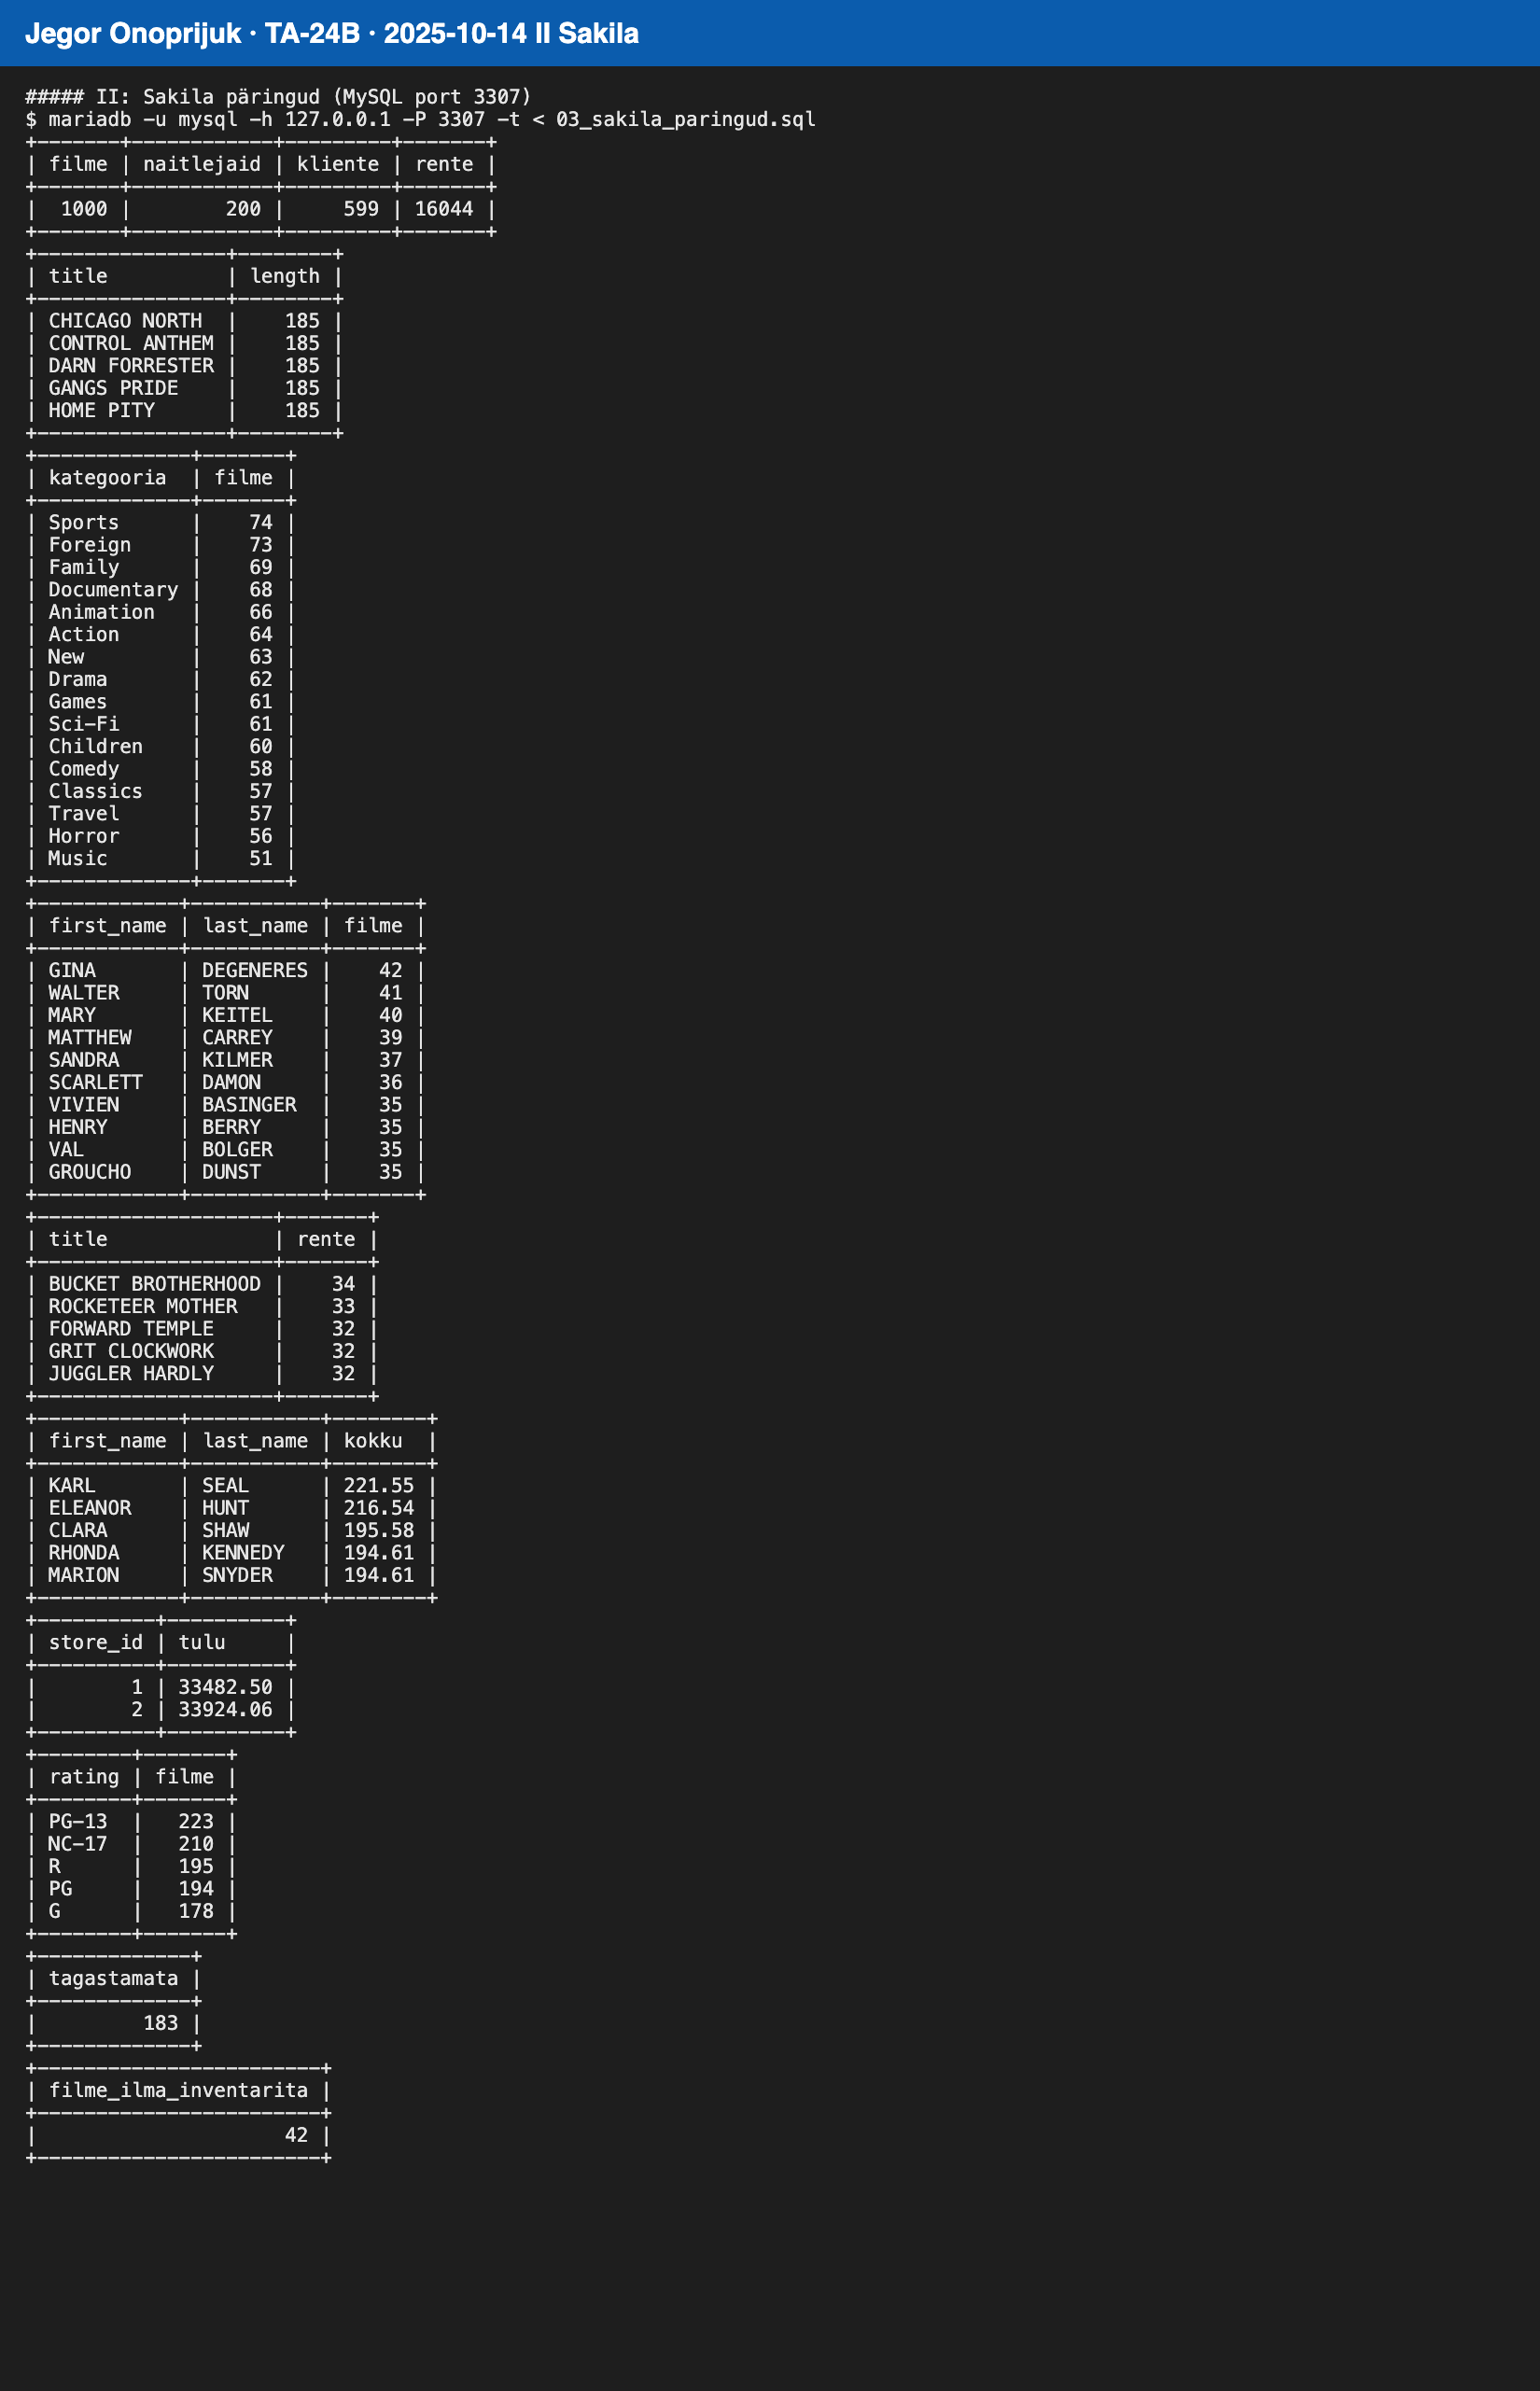 Jegor Onoprijuk · TA-24B · 2025-10-14 II Sakila
##### II: Sakila päringud (MySQL port 3307)
$ mariadb -u mysql -h 127.0.0.1 -P 3307 -t < 03_sakila_paringud.sql
+-------+------------+---------+-------+
| filme | naitlejaid | kliente | rente |
+-------+------------+---------+-------+
|  1000 |        200 |     599 | 16044 |
+-------+------------+---------+-------+
+----------------+--------+
| title          | length |
+----------------+--------+
| CHICAGO NORTH  |    185 |
| CONTROL ANTHEM |    185 |
| DARN FORRESTER |    185 |
| GANGS PRIDE    |    185 |
| HOME PITY      |    185 |
+----------------+--------+
+-------------+-------+
| kategooria  | filme |
+-------------+-------+
| Sports      |    74 |
| Foreign     |    73 |
| Family      |    69 |
| Documentary |    68 |
| Animation   |    66 |
| Action      |    64 |
| New         |    63 |
| Drama       |    62 |
| Games       |    61 |
| Sci-Fi      |    61 |
| Children    |    60 |
| Comedy      |    58 |
| Classics    |    57 |
| Travel      |    57 |
| Horror      |    56 |
| Music       |    51 |
+-------------+-------+
+------------+-----------+-------+
| first_name | last_name | filme |
+------------+-----------+-------+
| GINA       | DEGENERES |    42 |
| WALTER     | TORN      |    41 |
| MARY       | KEITEL    |    40 |
| MATTHEW    | CARREY    |    39 |
| SANDRA     | KILMER    |    37 |
| SCARLETT   | DAMON     |    36 |
| VIVIEN     | BASINGER  |    35 |
| HENRY      | BERRY     |    35 |
| VAL        | BOLGER    |    35 |
| GROUCHO    | DUNST     |    35 |
+------------+-----------+-------+
+--------------------+-------+
| title              | rente |
+--------------------+-------+
| BUCKET BROTHERHOOD |    34 |
| ROCKETEER MOTHER   |    33 |
| FORWARD TEMPLE     |    32 |
| GRIT CLOCKWORK     |    32 |
| JUGGLER HARDLY     |    32 |
+--------------------+-------+
+------------+-----------+--------+
| first_name | last_name | kokku  |
+------------+-----------+--------+
| KARL       | SEAL      | 221.55 |
| ELEANOR    | HUNT      | 216.54 |
| CLARA      | SHAW      | 195.58 |
| RHONDA     | KENNEDY   | 194.61 |
| MARION     | SNYDER    | 194.61 |
+------------+-----------+--------+
+----------+----------+
| store_id | tulu     |
+----------+----------+
|        1 | 33482.50 |
|        2 | 33924.06 |
+----------+----------+
+--------+-------+
| rating | filme |
+--------+-------+
| PG-13  |   223 |
| NC-17  |   210 |
| R      |   195 |
| PG     |   194 |
| G      |   178 |
+--------+-------+
+-------------+
| tagastamata |
+-------------+
|         183 |
+-------------+
+------------------------+
| filme_ilma_inventarita |
+------------------------+
|                     42 |
+------------------------+